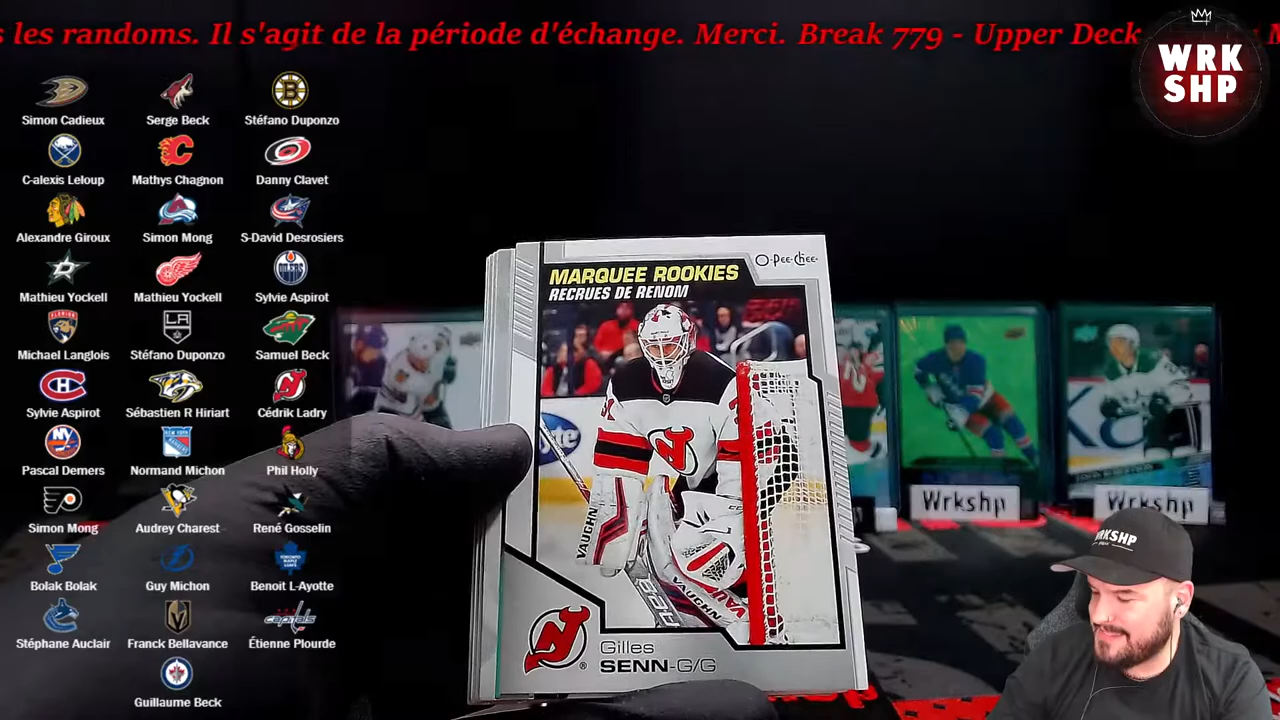 s les randoms. Il s'agit de la période d'échange. Merci. Break 779 - Upper Deck
WRK
SHP
Simon Cadieux Serge Beck Stéfano Duponzo
C-alexis Leloup Mathys Chagnon Danny Clavet
Alexandre Giroux Simon Mong S-David Desrosiers
Mathieu Yockell Mathieu Yockell Sylvie Aspirot
Michael Langlois Stéfano Duponzo Samuel Beck
Sylvie Aspirot Sébastien R Hiriart Cédrik Ladry
Pascal Demers Normand Michon Phil Holly
Simon Mong Audrey Charest René Gosselin
Bolak Bolak Guy Michon Benoit L-Ayotte
Stéphane Auclair Franck Bellavance Étienne Plourde
Guillaume Beck
O-Pee-Chee
MARQUEE ROOKIES
RECRUES DE RENOM
VAUGHN
VAUGHN
Gilles
SENN-G/G
Wrkshp
Wrkshp
WRKSHP